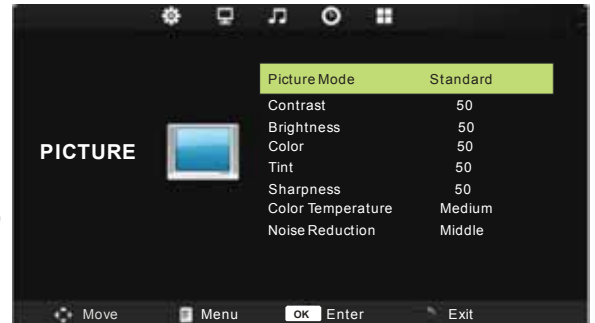 Picture Mode Standard
Contrast 50
Brightness 50
Color 50
PICTURE
Tint 50
Sharpness 50
Color Temperature Medium
Noise Reduction Middle
Move Menu OK Enter Exit